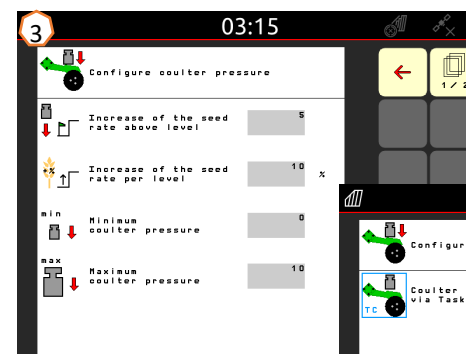 3
03:15
Configure coulter pressure
1 / 2
Increase of the seed
rate above level
5
Increase of the seed
rate per level
10
%
min
Minimum
coulter pressure
0
max
Maximum
coulter pressure
10
+%
Configur
Coulter
via Task
TC